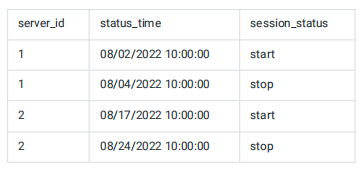 server_id status_time session_status
1 08/02/2022 10:00:00 start
1 08/04/2022 10:00:00 stop
2 08/17/2022 10:00:00 start
2 08/24/2022 10:00:00 stop